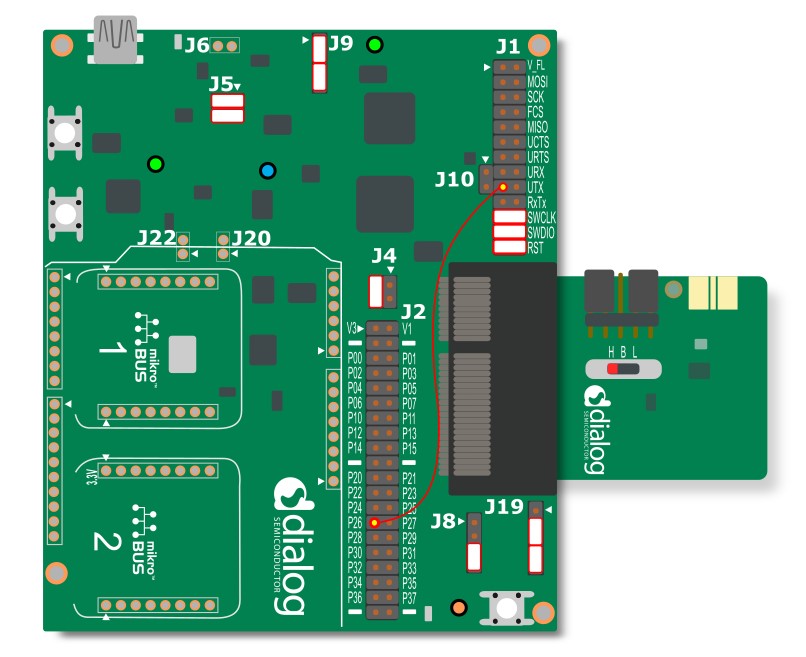 J6
J9
J1
V_FL
MOSI
SCK
FCS
MISO
UCTS
URTS
URX
UTX
RxTx
SWCLK
SWDIO
RST
J5
J10
J22
J20
J4
J2
V3 V1
P00 P01
P02 P03
P04 P05
P06 P07
P10 P11
P12 P13
P14 P15
P20 P21
P22 P23
P24 P25
P26 P27
P28 P29
P30 P31
P32 P33
P34 P35
P36 P37
1
mikro™
BUS
3.3V
2
mikro™
BUS
dialog
SEMICONDUCTOR
J8
J19
H B L
dialog
SEMICONDUCTOR